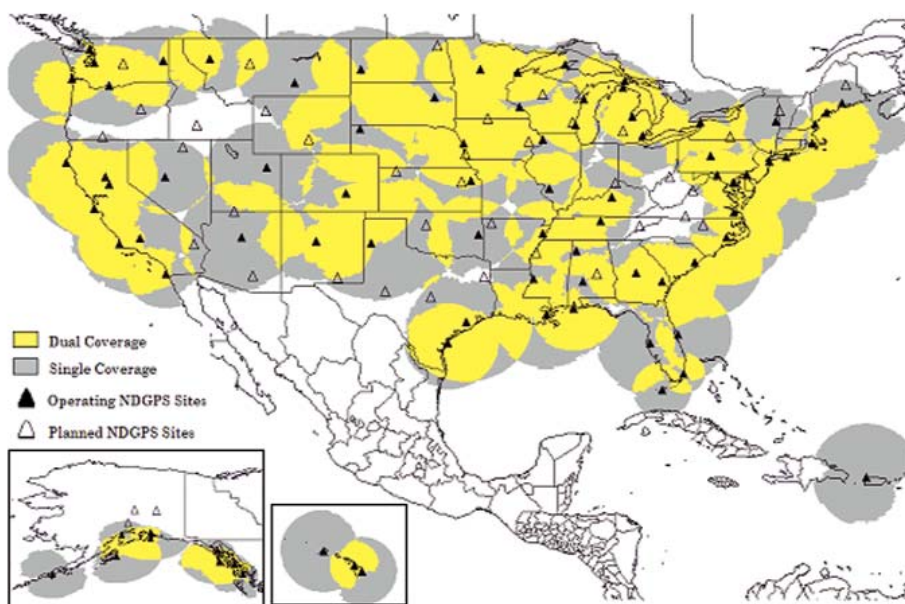 Dual Coverage
Single Coverage
Operating NDGPS Sites
Planned NDGPS Sites